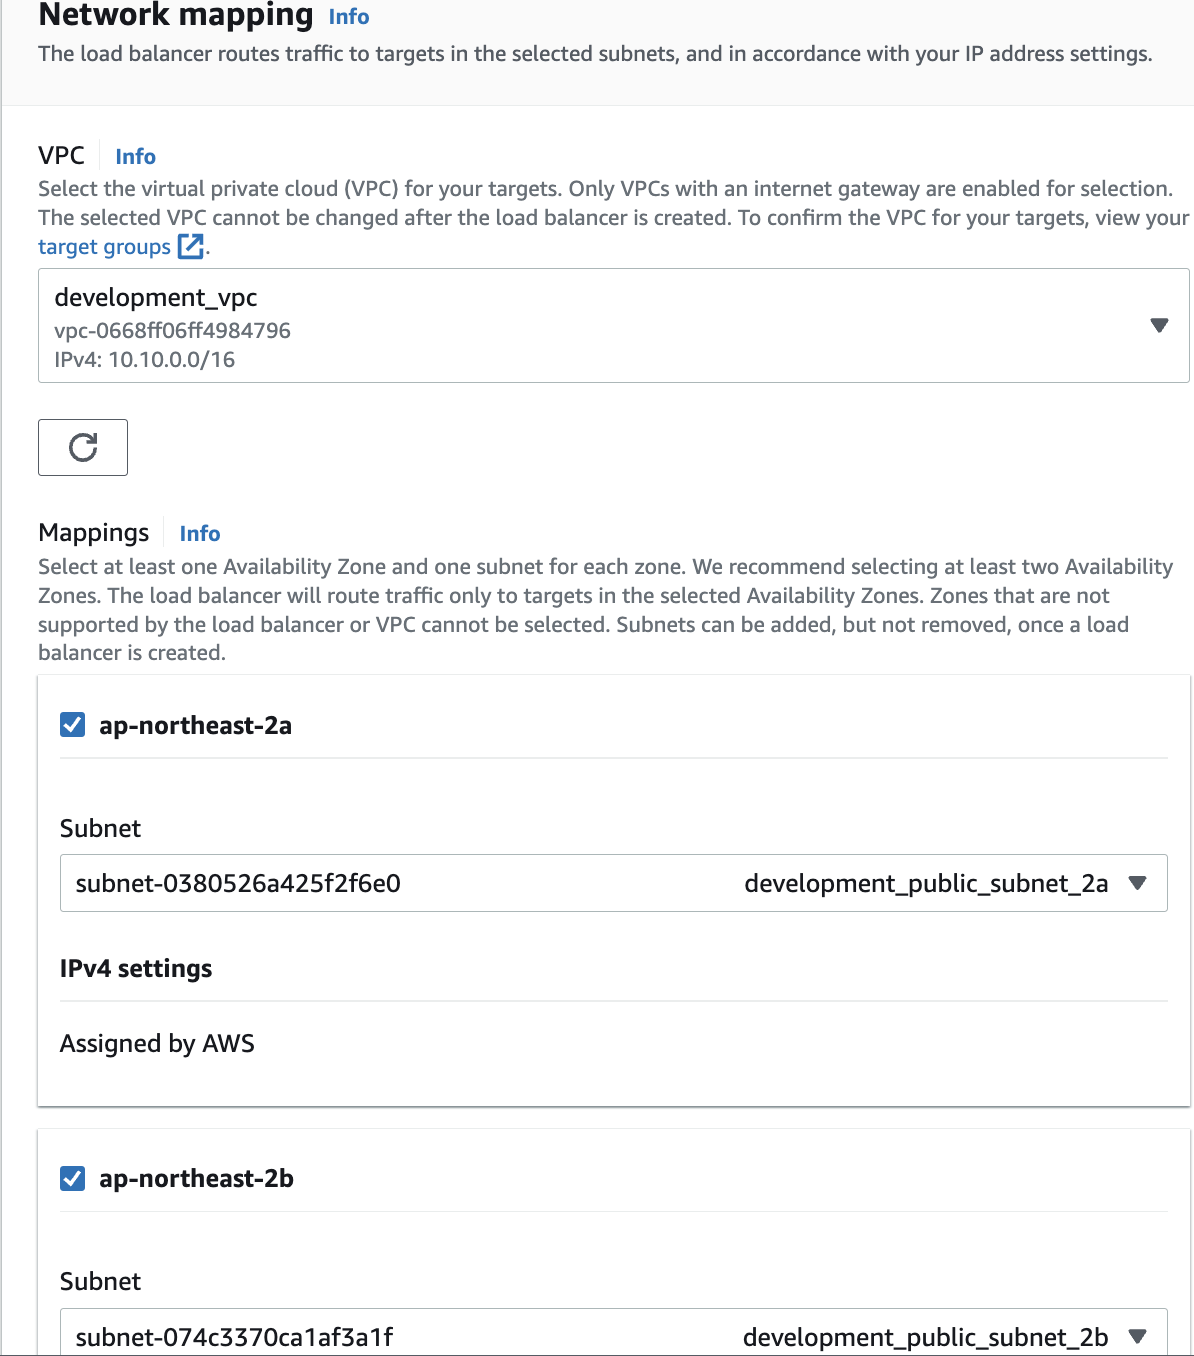 Network mapping Info
The load balancer routes traffic to targets in the selected subnets, and in accordance with your IP address settings.
VPC Info
Select the virtual private cloud (VPC) for your targets. Only VPCs with an internet gateway are enabled for selection.
The selected VPC cannot be changed after the load balancer is created. To confirm the VPC for your targets, view your
target groups .
development_vpc
vpc-0668ff06ff4984796
IPv4: 10.10.0.0/16
Mappings Info
Select at least one Availability Zone and one subnet for each zone. We recommend selecting at least two Availability
Zones. The load balancer will route traffic only to targets in the selected Availability Zones. Zones that are not
supported by the load balancer or VPC cannot be selected. Subnets can be added, but not removed, once a load
balancer is created.
ap-northeast-2a
Subnet
subnet-0380526a425f2f6e0 development_public_subnet_2a
IPv4 settings
Assigned by AWS
ap-northeast-2b
Subnet
subnet-074c3370ca1af3a1f development_public_subnet_2b